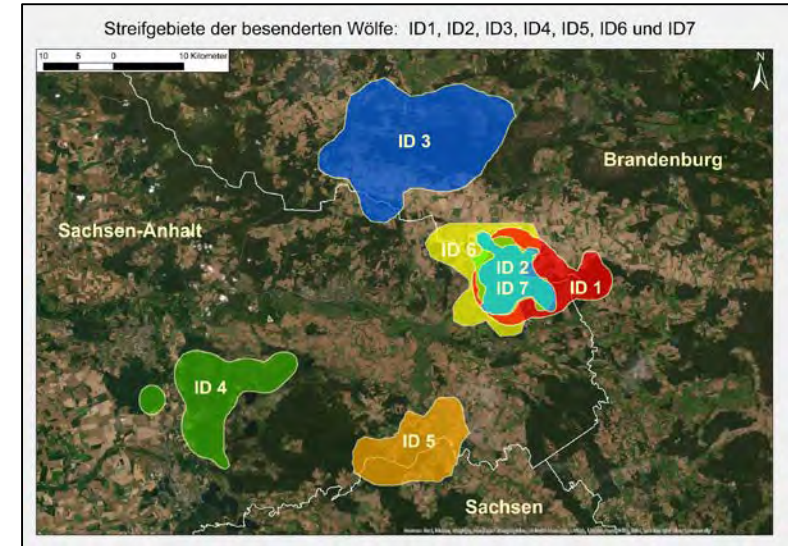 Streifgebiete der besenderten Wölfe: ID1, ID2, ID3, ID4, ID5, ID6 und ID7
10 5 0 10 Kilometer
N
ID 3
Brandenburg
Sachsen-Anhalt
ID 6
ID 2
ID 7
ID 1
ID 4
ID 5
Sachsen